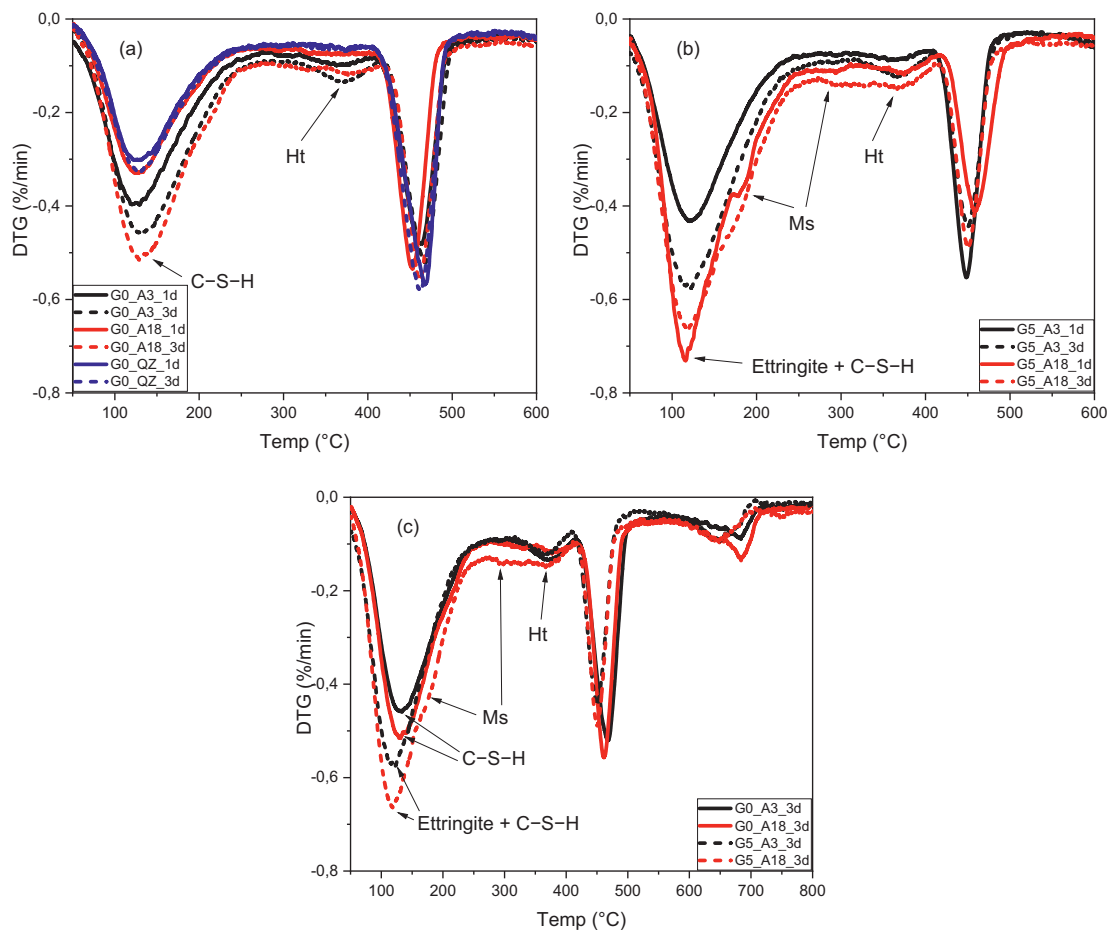 (a)
0,0
-0,2
-0,4
-0,6
-0,8
DTG (%/min)
Ht
C−S−H
G0_A3_1d
G0_A3_3d
G0_A18_1d
G0_A18_3d
G0_QZ_1d
G0_QZ_3d
100 200 300 400 500 600
Temp (°C)
(b)
0,0
-0,2
-0,4
-0,6
-0,8
DTG (%/min)
Ht
Ms
Ettringite + C−S−H
G5_A3_1d
G5_A3_3d
G5_A18_1d
G5_A18_3d
100 200 300 400 500 600
Temp (°C)
(c)
0,0
-0,2
-0,4
-0,6
-0,8
DTG (%/min)
Ht
Ms
C−S−H
Ettringite + C−S−H
G0_A3_3d
G0_A18_3d
G5_A3_3d
G5_A18_3d
100 200 300 400 500 600 700 800
Temp (°C)